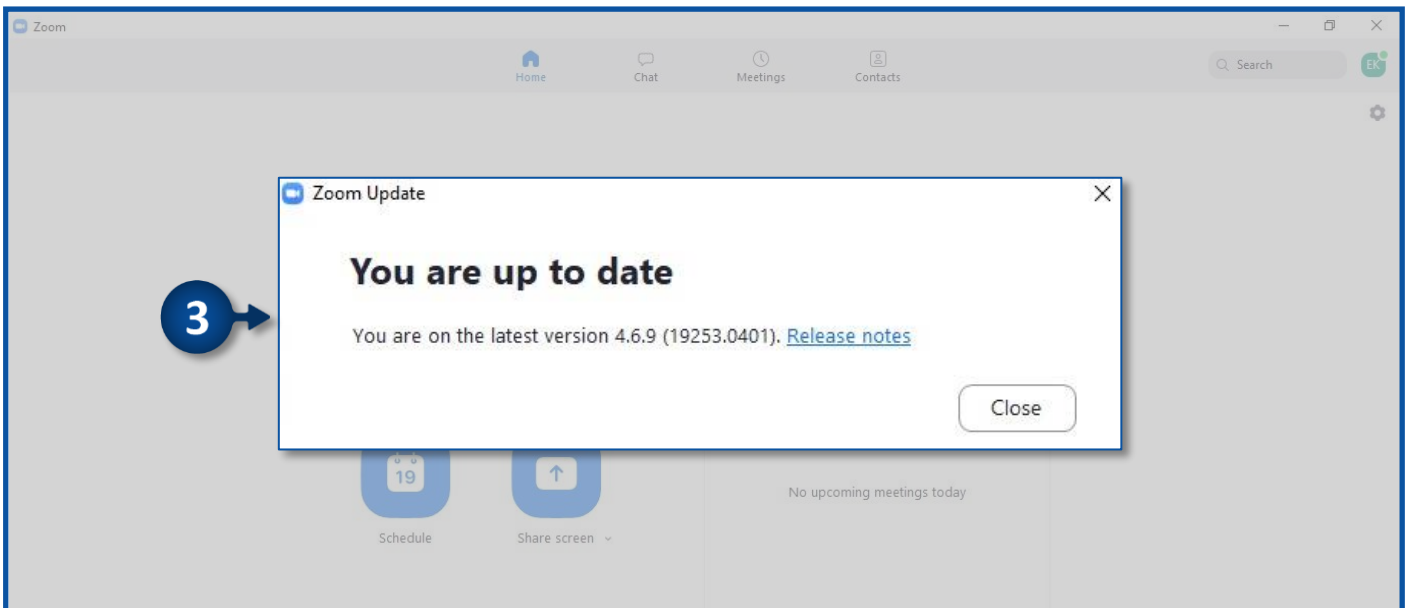 Zoom
Home
Chat
Meetings
Contacts
Search
EK
Zoom Update
You are up to date
3
You are on the latest version 4.6.9 (19253.0401). Release notes
Close
19
No upcoming meetings today
Schedule
Share screen